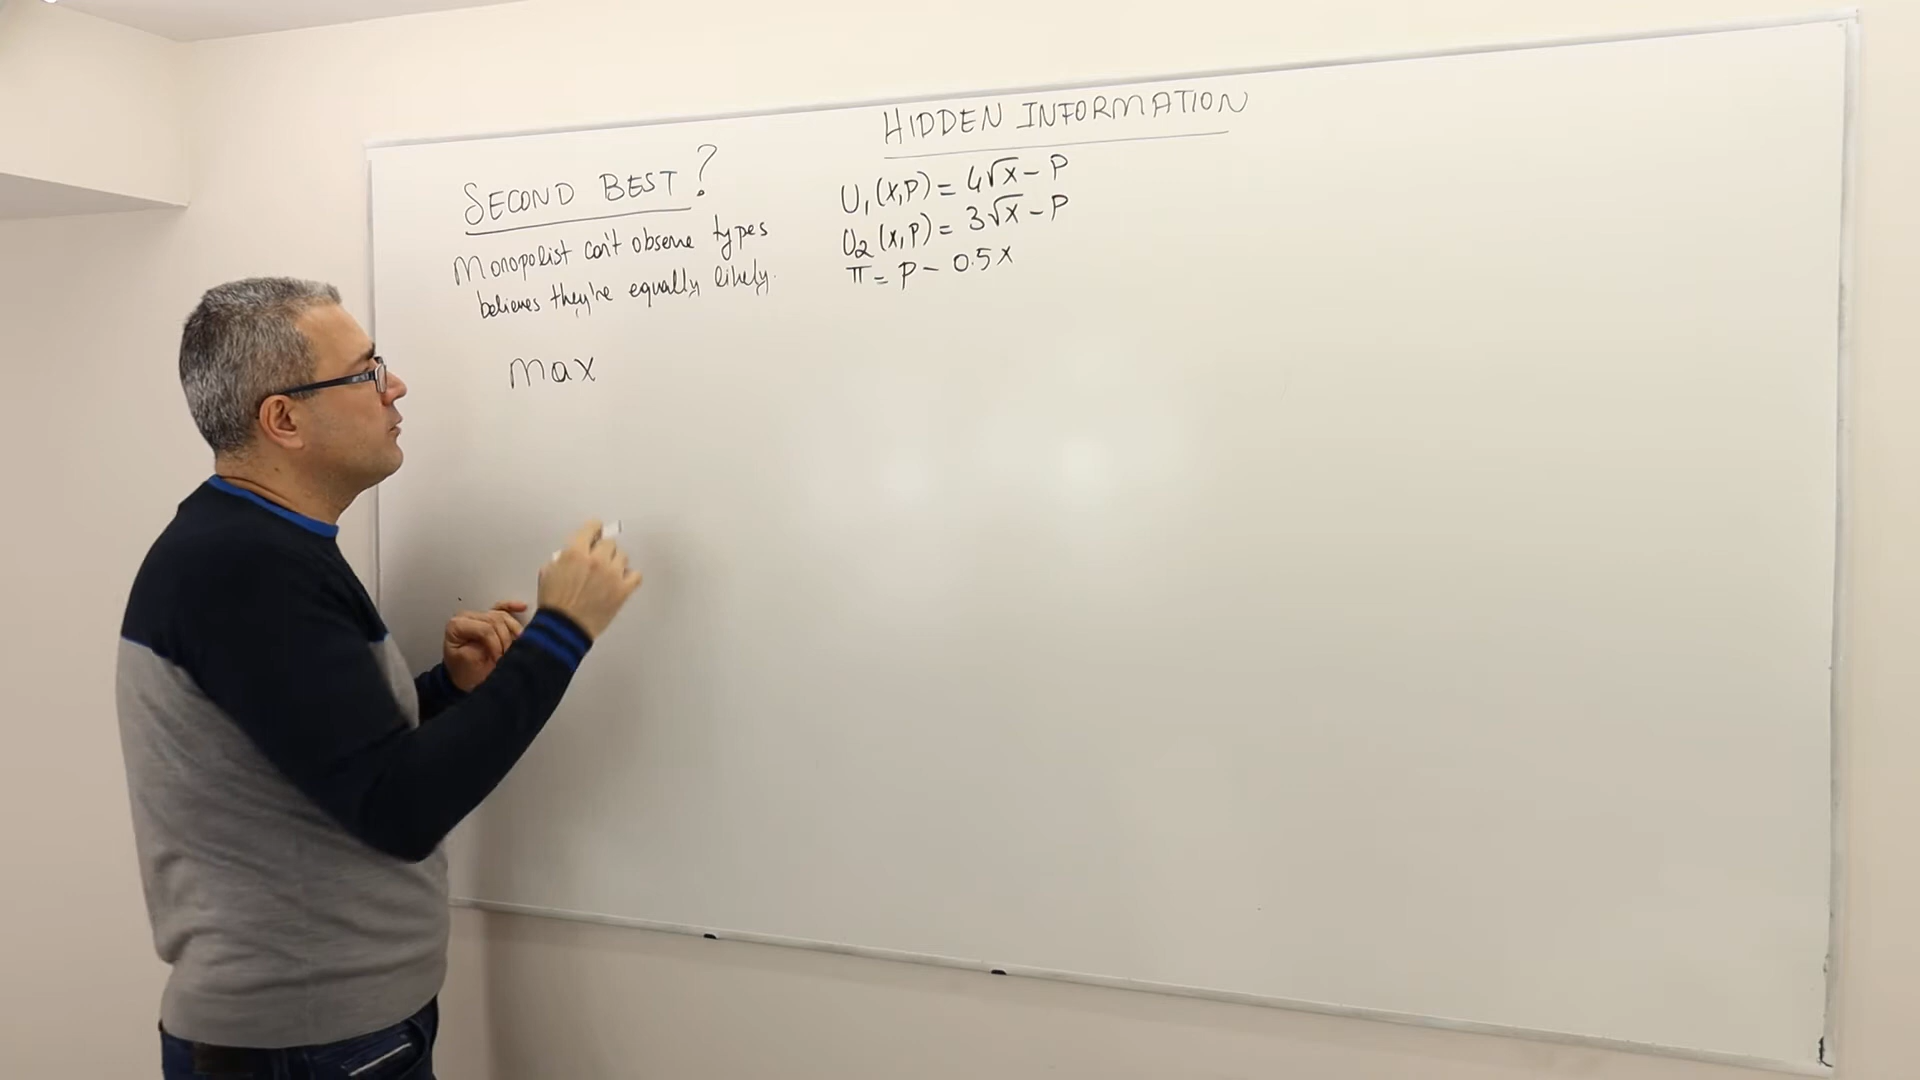 HIDDEN INFORMATION
SECOND BEST?
Monopolist can't observe types
believes they're equally likely.
max
U₁(x,p) = 4√x - P
U₂(x,p) = 3√x - P
π = p - 0.5x